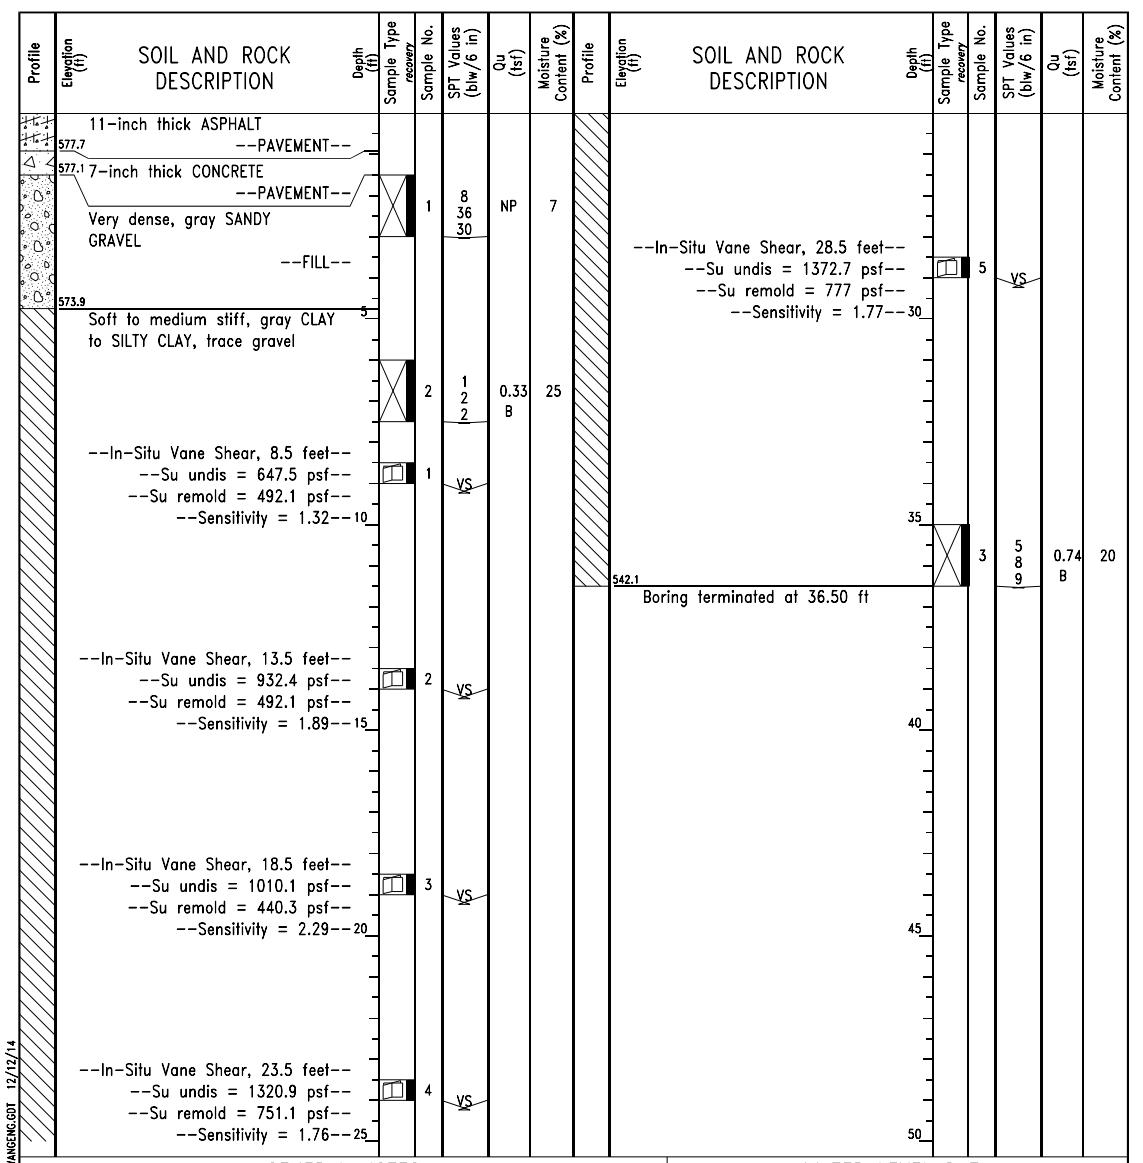 Profile
Elevation (ft)
SOIL AND ROCK
DESCRIPTION
Depth (ft)
Sample Type
recovery
Sample No.
SPT Values
(blw/6 in)
Qu
(tsf)
Moisture
Content (%)
11-inch thick ASPHALT
577.7
--PAVEMENT--
577.1 7-inch thick CONCRETE
--PAVEMENT--
Very dense, gray SANDY
GRAVEL
1
8
36
30
NP
7
--FILL--
573.9
5
Soft to medium stiff, gray CLAY
to SILTY CLAY, trace gravel
2
1
2
2
0.33
B
25
--In-Situ Vane Shear, 8.5 feet--
--Su undis = 647.5 psf--
--Su remold = 492.1 psf--
--Sensitivity = 1.32--10
1
VS
--In-Situ Vane Shear, 13.5 feet--
--Su undis = 932.4 psf--
--Su remold = 492.1 psf--
--Sensitivity = 1.89--15
2
VS
--In-Situ Vane Shear, 18.5 feet--
--Su undis = 1010.1 psf--
--Su remold = 440.3 psf--
--Sensitivity = 2.29--20
3
VS
--In-Situ Vane Shear, 23.5 feet--
--Su undis = 1320.9 psf--
--Su remold = 751.1 psf--
--Sensitivity = 1.76--25
4
VS
Profile
Elevation (ft)
SOIL AND ROCK
DESCRIPTION
Depth (ft)
Sample Type
recovery
Sample No.
SPT Values
(blw/6 in)
Qu
(tsf)
Moisture
Content (%)
--In-Situ Vane Shear, 28.5 feet--
--Su undis = 1372.7 psf--
--Su remold = 777 psf--
--Sensitivity = 1.77--30
5
VS
35
3
5
8
9
0.74
B
20
542.1
Boring terminated at 36.50 ft
40
45
50
ANGENG.GDT 12/12/14